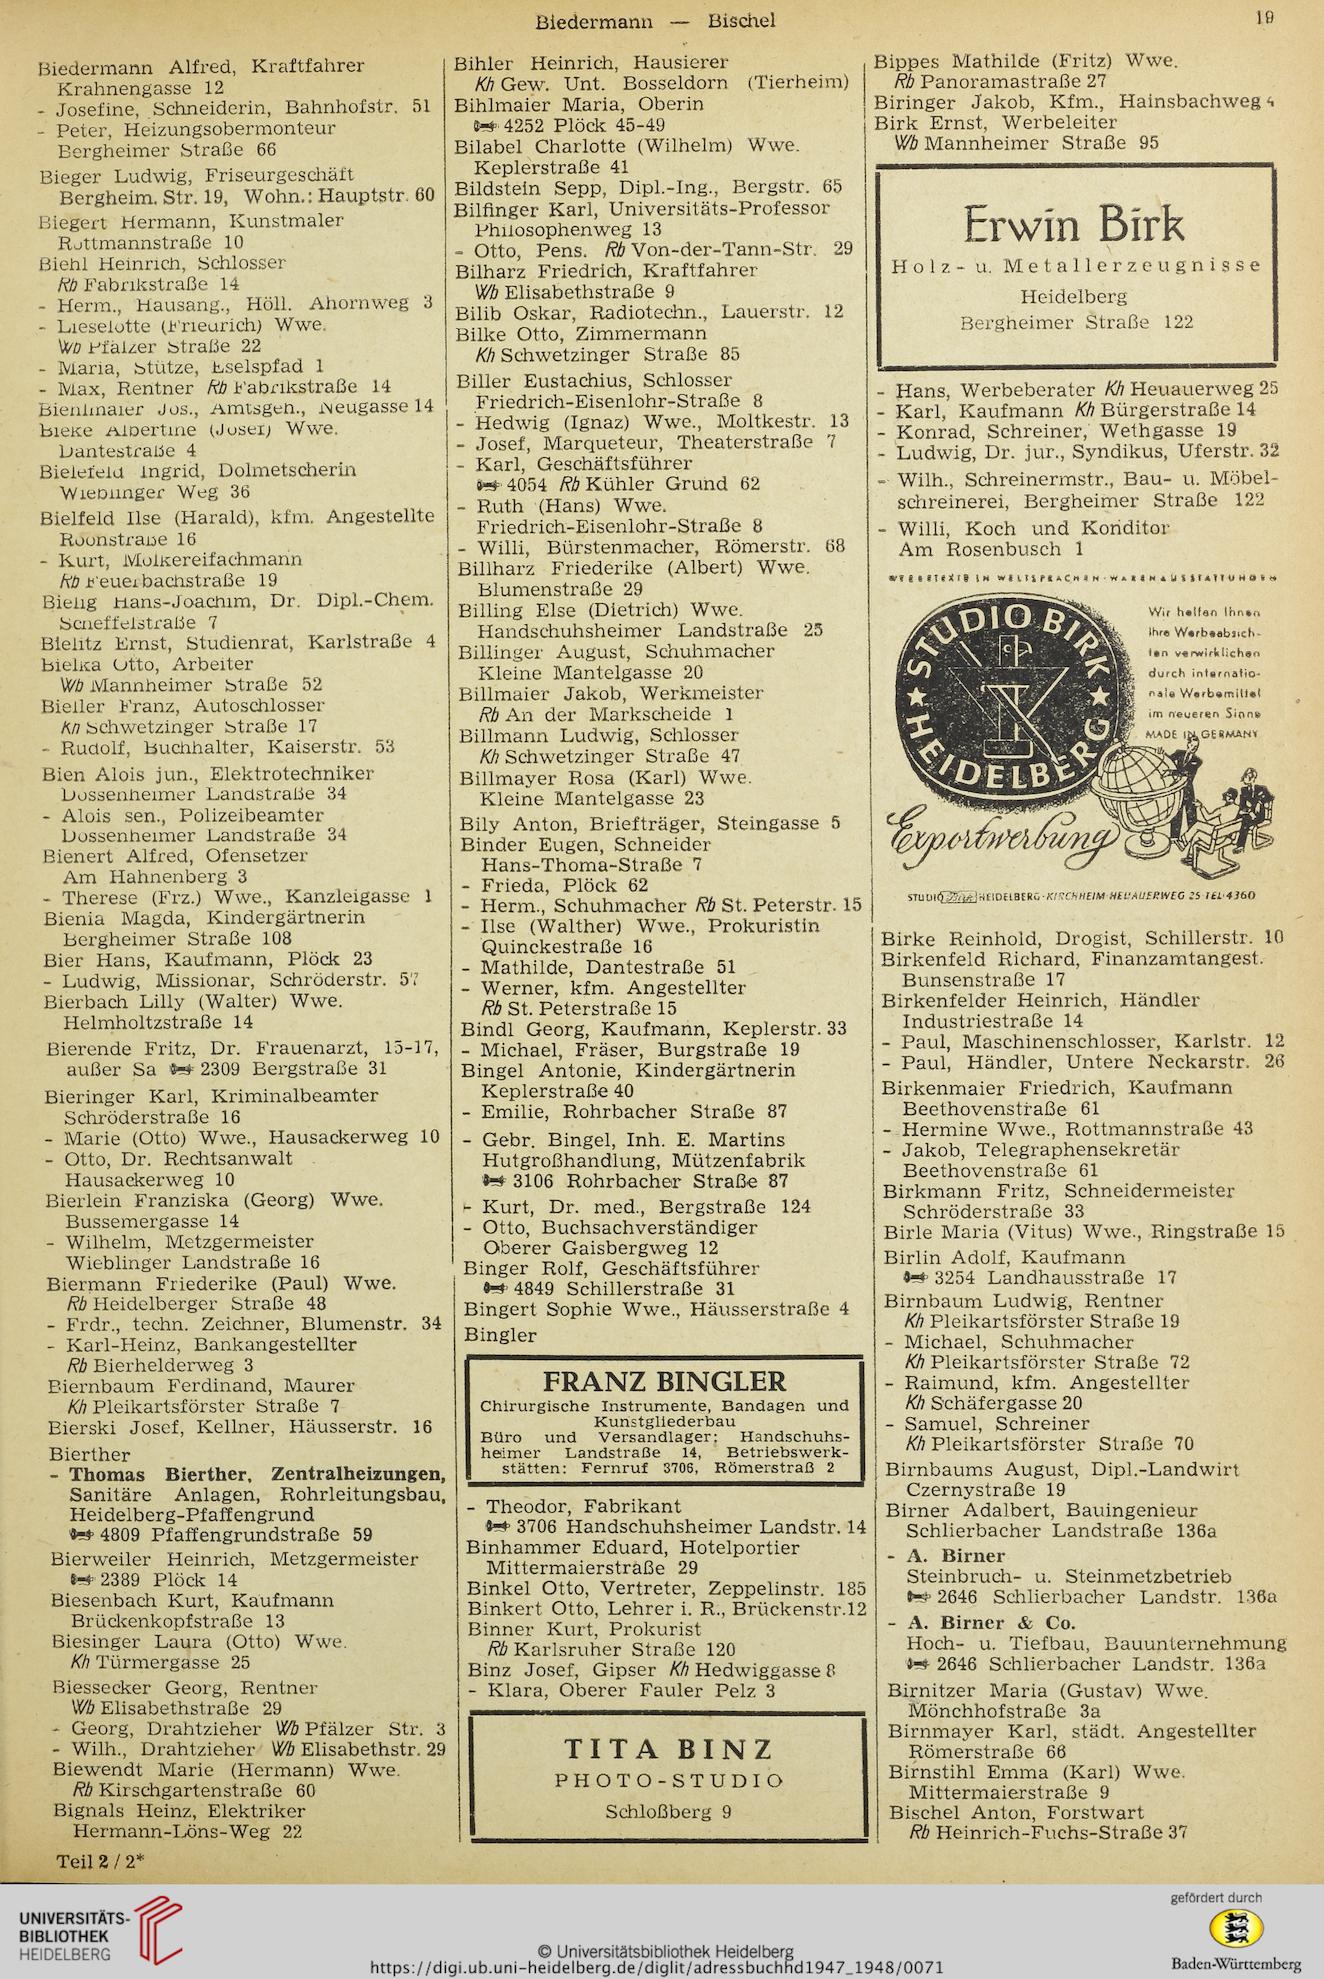 Biedermann — Bischel
19
Biedermann Alfred, Kraftfahrer
Krahnengasse 12
- Josefine, Schneiderin, Bahnhofstr. 51
- Peter, Heizungsobermonteur
Bergheimer Straße 66
Bieger Ludwig, Friseurgeschäft
Bergheim. Str. 19, Wohn.: Hauptstr. 60
Biegert Hermann, Kunstmaler
Rottmannstraße 10
Biehl Heinrich, Schlosser
Rb Fabrikstraße 14
- Herm., Hausang., Höll. Ahornweg 3
- Lieselotte (Friedrich) Wwe.
Wb Pfälzer Straße 22
- Maria, Stütze, Eselspfad 1
- Max, Rentner Rb Fabrikstraße 14
Bienlmaier Jos., Amtsgeh., Neugasse 14
Bieke Albertine (Josef) Wwe.
Dantestraße 4
Bielefeld Ingrid, Dolmetscherin
Wieblinger Weg 36
Bielfeld Ilse (Harald), kfm. Angestellte
Roonstraße 16
- Kurt, Molkereifachmann
Rb Feuerbachstraße 19
Bielig Hans-Joachim, Dr. Dipl.-Chem.
Scheffelstraße 7
Bielitz Ernst, Studienrat, Karlstraße 4
Bielka Otto, Arbeiter
Wb Mannheimer Straße 52
Bieller Franz, Autoschlosser
Kh Schwetzinger Straße 17
- Rudolf, Buchhalter, Kaiserstr. 53
Bien Alois jun., Elektrotechniker
Dossenheimer Landstraße 34
- Alois sen., Polizeibeamter
Dossenheimer Landstraße 34
Bienert Alfred, Ofensetzer
Am Hahnenberg 3
- Therese (Frz.) Wwe., Kanzleigasse 1
Bienia Magda, Kindergärtnerin
Bergheimer Straße 108
Bier Hans, Kaufmann, Plöck 23
- Ludwig, Missionar, Schröderstr. 57
Bierbach Lilly (Walter) Wwe.
Helmholtzstraße 14
Bierende Fritz, Dr. Frauenarzt, 15-17,
außer Sa 2309 Bergstraße 31
Bieringer Karl, Kriminalbeamter
Schröderstraße 16
- Marie (Otto) Wwe., Hausackerweg 10
- Otto, Dr. Rechtsanwalt
Hausackerweg 10
Bierlein Franziska (Georg) Wwe.
Bussemergasse 14
- Wilhelm, Metzgermeister
Wieblinger Landstraße 16
Biermann Friederike (Paul) Wwe.
Rb Heidelberger Straße 48
- Frdr., techn. Zeichner, Blumenstr. 34
- Karl-Heinz, Bankangestellter
Rb Bierhelderweg 3
Biernbaum Ferdinand, Maurer
Kh Pleikartsförster Straße 7
Bierski Josef, Kellner, Häusserstr. 16
Bierther
- Thomas Bierther, Zentralheizungen,
Sanitäre Anlagen, Rohrleitungsbau,
Heidelberg-Pfaffengrund
4809 Pfaffengrundstraße 59
Bierweiler Heinrich, Metzgermeister
2389 Plöck 14
Biesenbach Kurt, Kaufmann
Brückenkopfstraße 13
Biesinger Laura (Otto) Wwe.
Kh Türmergasse 25
Biessecker Georg, Rentner
Wb Elisabethstraße 29
- Georg, Drahtzieher Wb Pfälzer Str. 3
- Wilh., Drahtzieher Wb Elisabethstr. 29
Biewendt Marie (Hermann) Wwe.
Rb Kirschgartenstraße 60
Bignals Heinz, Elektriker
Hermann-Löns-Weg 22
Teil 2 / 2*
Bihler Heinrich, Hausierer
Kh Gew. Unt. Bosseldorn (Tierheim)
Bihlmaier Maria, Oberin
4252 Plöck 45-49
Bilabel Charlotte (Wilhelm) Wwe.
Keplerstraße 41
Bildstein Sepp, Dipl.-Ing., Bergstr. 65
Bilfinger Karl, Universitäts-Professor
Philosophenweg 13
- Otto, Pens. Rb Von-der-Tann-Str. 29
Bilharz Friedrich, Kraftfahrer
Wb Elisabethstraße 9
Bilib Oskar, Radiotechn., Lauerstr. 12
Bilke Otto, Zimmermann
Kh Schwetzinger Straße 85
Biller Eustachius, Schlosser
Friedrich-Eisenlohr-Straße 8
- Hedwig (Ignaz) Wwe., Moltkestr. 13
- Josef, Marqueteur, Theaterstraße 7
- Karl, Geschäftsführer
4054 Rb Kühler Grund 62
- Ruth (Hans) Wwe.
Friedrich-Eisenlohr-Straße 8
- Willi, Bürstenmacher, Römerstr. 68
Billharz Friederike (Albert) Wwe.
Blumenstraße 29
Billing Else (Dietrich) Wwe.
Handschuhsheimer Landstraße 25
Billinger August, Schuhmacher
Kleine Mantelgasse 20
Billmaier Jakob, Werkmeister
Rb An der Markscheide 1
Billmann Ludwig, Schlosser
Kh Schwetzinger Straße 47
Billmayer Rosa (Karl) Wwe.
Kleine Mantelgasse 23
Bily Anton, Briefträger, Steingasse 5
Binder Eugen, Schneider
Hans-Thoma-Straße 7
- Frieda, Plöck 62
- Herm., Schuhmacher Rb St. Peterstr. 15
- Ilse (Walther) Wwe., Prokuristin
Quinckestraße 16
- Mathilde, Dantestraße 51
- Werner, kfm. Angestellter
Rb St. Peterstraße 15
Bindl Georg, Kaufmann, Keplerstr. 33
- Michael, Fräser, Burgstraße 19
Bingel Antonie, Kindergärtnerin
Keplerstraße 40
- Emilie, Rohrbacher Straße 87
- Gebr. Bingel, Inh. E. Martins
Hutgroßhandlung, Mützenfabrik
3106 Rohrbacher Straße 87
- Kurt, Dr. med., Bergstraße 124
- Otto, Buchsachverständiger
Oberer Gaisbergweg 12
Binger Rolf, Geschäftsführer
4849 Schillerstraße 31
Bingert Sophie Wwe., Häusserstraße 4
Bingler
FRANZ BINGLER
Chirurgische Instrumente, Bandagen und
Kunstgliederbau
Büro und Versandlager: Handschuhs-
heimer Landstraße 14, Betriebswerk-
stätten: Fernruf 3706, Römerstraß 2
- Theodor, Fabrikant
3706 Handschuhsheimer Landstr. 14
Binhammer Eduard, Hotelportier
Mittermaierstraße 29
Binkel Otto, Vertreter, Zeppelinstr. 185
Binkert Otto, Lehrer i. R., Brückenstr.12
Binner Kurt, Prokurist
Rb Karlsruher Straße 120
Binz Josef, Gipser Kh Hedwiggasse 8
- Klara, Oberer Fauler Pelz 3
TITA BINZ
PHOTO-STUDIO
Schloßberg 9
Bippes Mathilde (Fritz) Wwe.
Rb Panoramastraße 27
Biringer Jakob, Kfm., Hainsbachweg 4
Birk Ernst, Werbeleiter
Wb Mannheimer Straße 95
Erwin Birk
Holz- u. Metallerzeugnisse
Heidelberg
Bergheimer Straße 122
- Hans, Werbeberater Kh Heuauerweg 25
- Karl, Kaufmann Kh Bürgerstraße 14
- Konrad, Schreiner, Wethgasse 19
- Ludwig, Dr. jur., Syndikus, Uferstr. 32
- Wilh., Schreinermstr., Bau- u. Möbel-
schreinerei, Bergheimer Straße 122
- Willi, Koch und Konditor
Am Rosenbusch 1
WERBETEXTE IN WELTSPRACHEN · WARENAUSSTATTUNGEN
STUDIO BIRK
HEIDELBERG
Wir helfen Ihnen
Ihre Werbeabsich-
ten verwirklichen
durch internatio-
nale Werbemittel
im neueren Sinne
MADE IN GERMANY
Exportwerbung
STUDIO Birk HEIDELBERG-KIRCHHEIM·HEUAUERWEG 25·TEL·4360
Birke Reinhold, Drogist, Schillerstr. 10
Birkenfeld Richard, Finanzamtangest.
Bunsenstraße 17
Birkenfelder Heinrich, Händler
Industriestraße 14
- Paul, Maschinenschlosser, Karlstr. 12
- Paul, Händler, Untere Neckarstr. 26
Birkenmaier Friedrich, Kaufmann
Beethovenstraße 61
- Hermine Wwe., Rottmannstraße 43
- Jakob, Telegraphensekretär
Beethovenstraße 61
Birkmann Fritz, Schneidermeister
Schröderstraße 33
Birle Maria (Vitus) Wwe., Ringstraße 15
Birlin Adolf, Kaufmann
3254 Landhausstraße 17
Birnbaum Ludwig, Rentner
Kh Pleikartsförster Straße 19
- Michael, Schuhmacher
Kh Pleikartsförster Straße 72
- Raimund, kfm. Angestellter
Kh Schäfergasse 20
- Samuel, Schreiner
Kh Pleikartsförster Straße 70
Birnbaums August, Dipl.-Landwirt
Czernystraße 19
Birner Adalbert, Bauingenieur
Schlierbacher Landstraße 136a
- A. Birner
Steinbruch- u. Steinmetzbetrieb
2646 Schlierbacher Landstr. 136a
- A. Birner & Co.
Hoch- u. Tiefbau, Bauunternehmung
2646 Schlierbacher Landstr. 136a
Birnitzer Maria (Gustav) Wwe.
Mönchhofstraße 3a
Birnmayer Karl, städt. Angestellter
Römerstraße 66
Birnstihl Emma (Karl) Wwe.
Mittermaierstraße 9
Bischel Anton, Forstwart
Rb Heinrich-Fuchs-Straße 37
UNIVERSITÄTS-
BIBLIOTHEK
HEIDELBERG
© Universitätsbibliothek Heidelberg
https://digi.ub.uni-heidelberg.de/diglit/adressbuchhd1947_1948/0071
gefördert durch
Baden-Württemberg